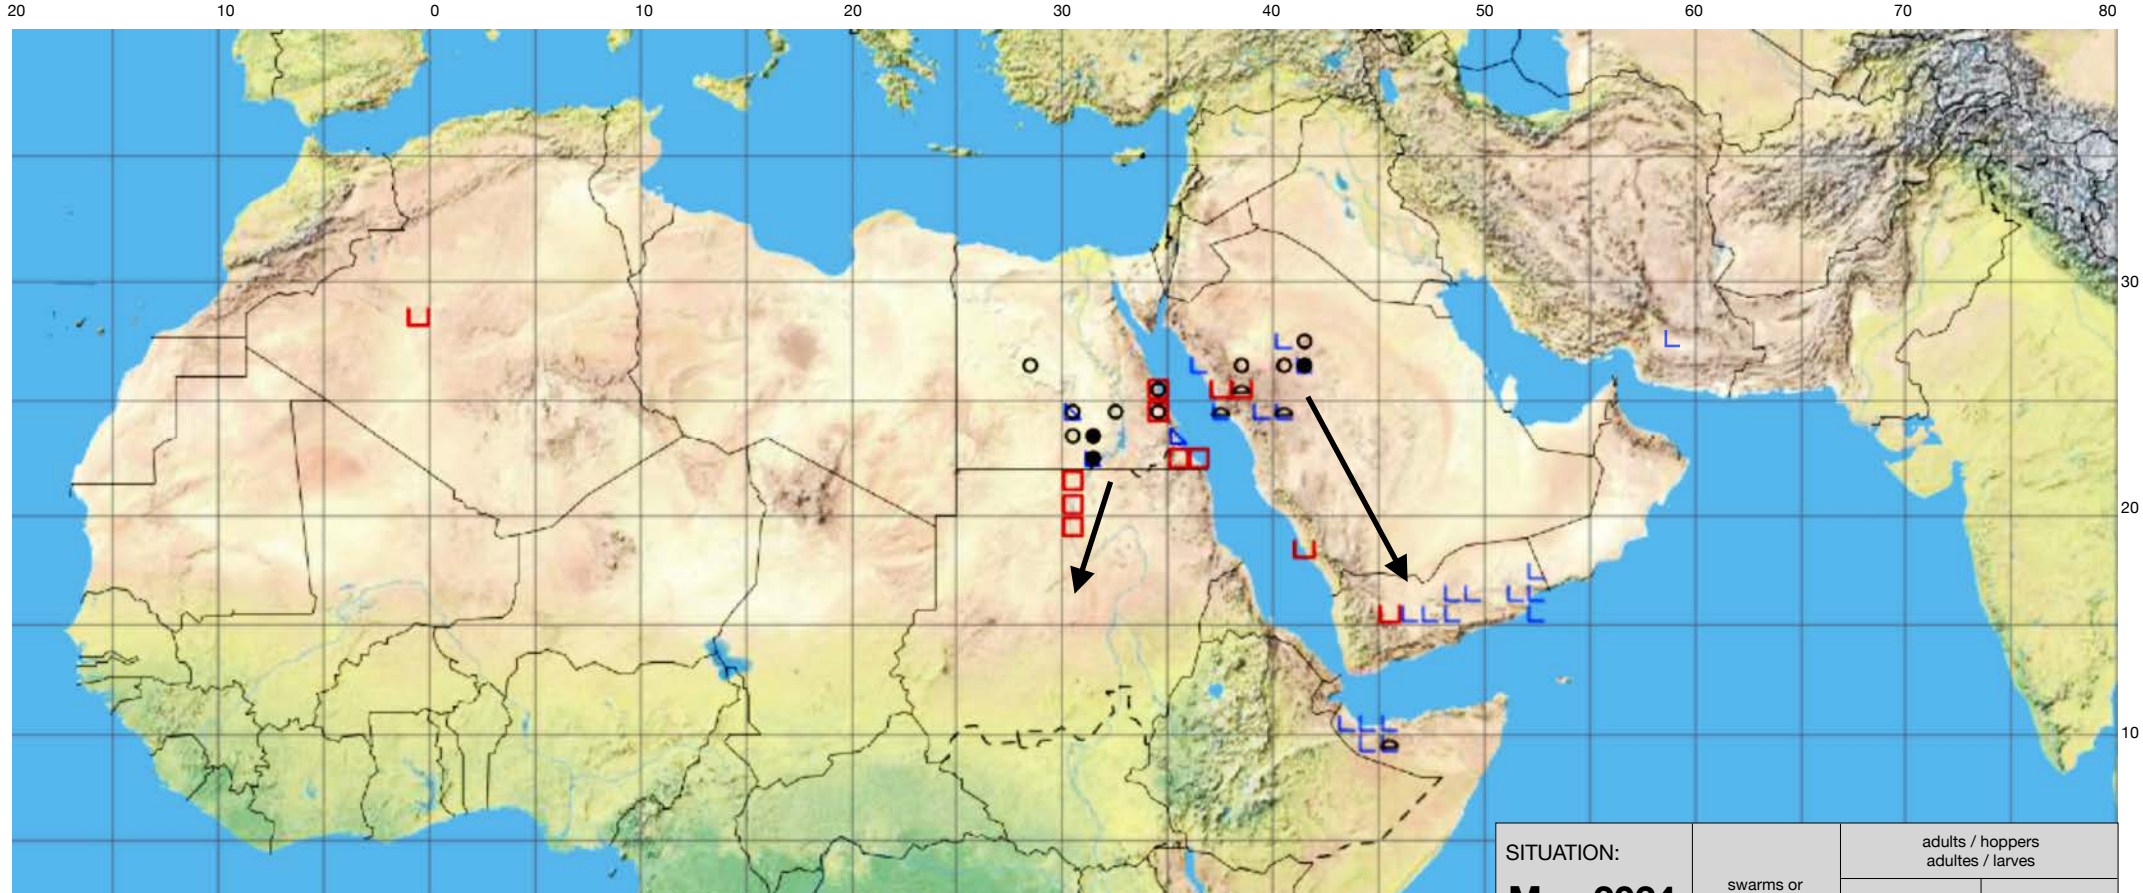 20 10 0 10 20 30 40 50 60 70 80
30
20
10
SITUATION:
adults / hoppers
adultes / larves
swarms or